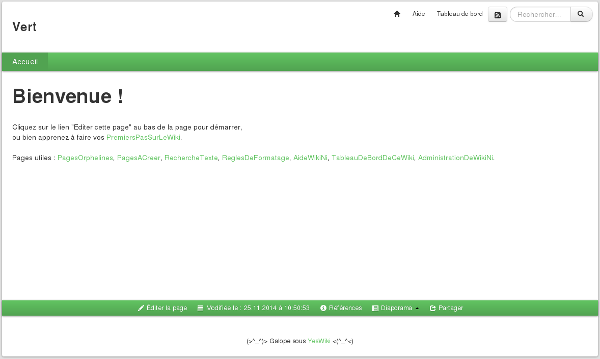 Aide Tableau de bord Rechercher...
Vert
Accueil
Bienvenue !
Cliquez sur le lien "Editer cette page" au bas de la page pour démarrer,
ou bien apprenez à faire vos PremiersPasSurLeWiki.
Pages utiles : PagesOrphelines, PagesACreer, RechercheTexte, ReglesDeFormatage, AideWikiNi, TableauDeBordDeCeWiki, AdministrationDeWikiNi.
Éditer la page Modifiée le : 25.11.2014 à 10:50:53 Références Diaporama Partager
(>^_^)> Galope sous YesWiki <(^_^<)